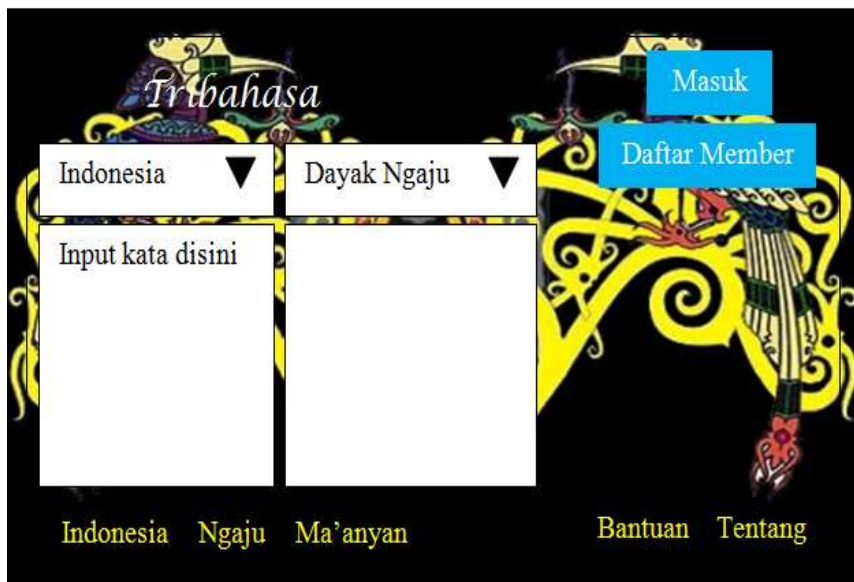 Tribahasa
Masuk
Daftar Member
Indonesia
Dayak Ngaju
Input kata disini
Indonesia Ngaju Ma’anyan
Bantuan Tentang